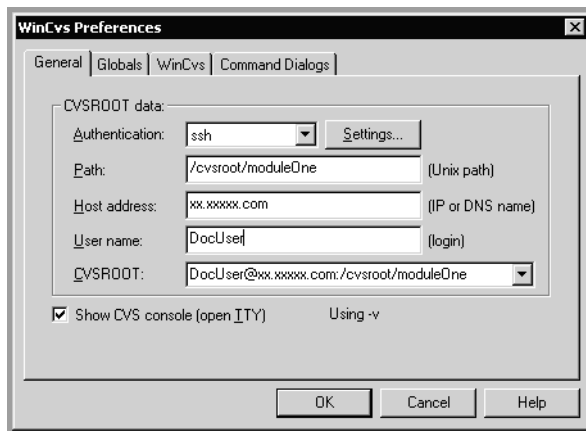 WinCvs Preferences
General Globals WinCvs Command Dialogs
CVSROOT data:
Authentication: ssh Settings...
Path: /cvsroot/moduleOne (Unix path)
Host address: xx.xxxxx.com (IP or DNS name)
User name: DocUser (login)
CVSROOT: DocUser@xx.xxxxx.com:/cvsroot/moduleOne
Show CVS console (open TTY) Using -v
OK Cancel Help